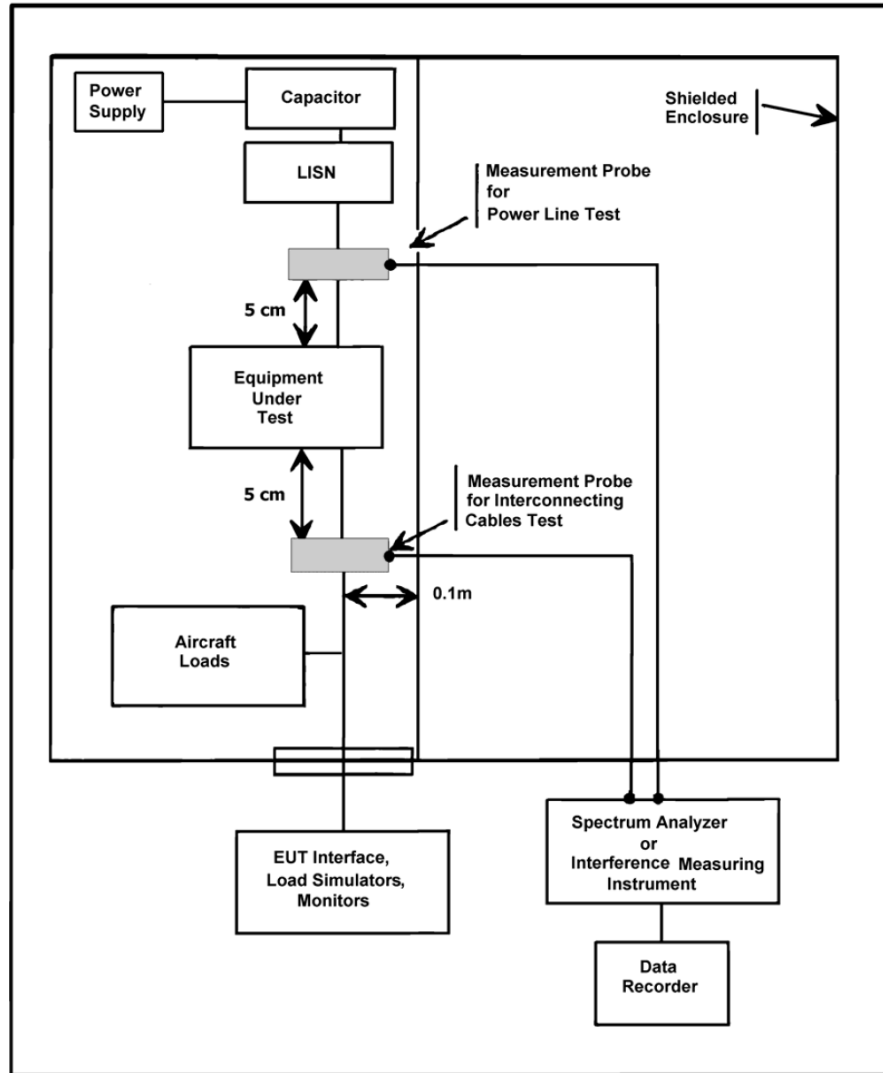 Power
Supply
Capacitor
Shielded
Enclosure
LISN
Measurement Probe
for
Power Line Test
5 cm
Equipment
Under
Test
5 cm
Measurement Probe
for Interconnecting
Cables Test
0.1m
Aircraft
Loads
EUT Interface,
Load Simulators,
Monitors
Spectrum Analyzer
or
Interference Measuring
Instrument
Data
Recorder